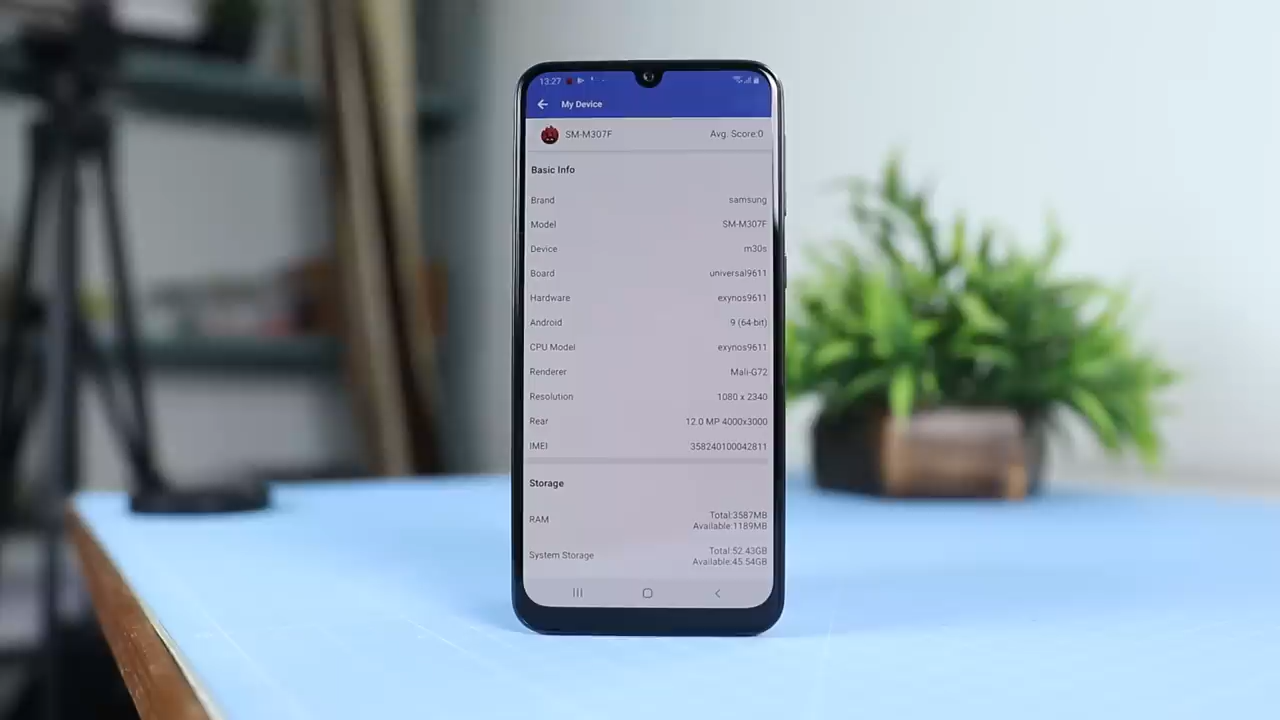 13:27
My Device
SM-M307F Avg. Score:0
Basic Info
Brand samsung
Model SM-M307F
Device m30s
Board universal9611
Hardware exynos9611
Android 9 (64-bit)
CPU Model exynos9611
Renderer Mali-G72
Resolution 1080 x 2340
Rear 12.0 MP 4000x3000
IMEI 358240100042811
Storage
RAM Total:3587MB
Available:1189MB
System Storage Total:52.43GB
Available:45.54GB